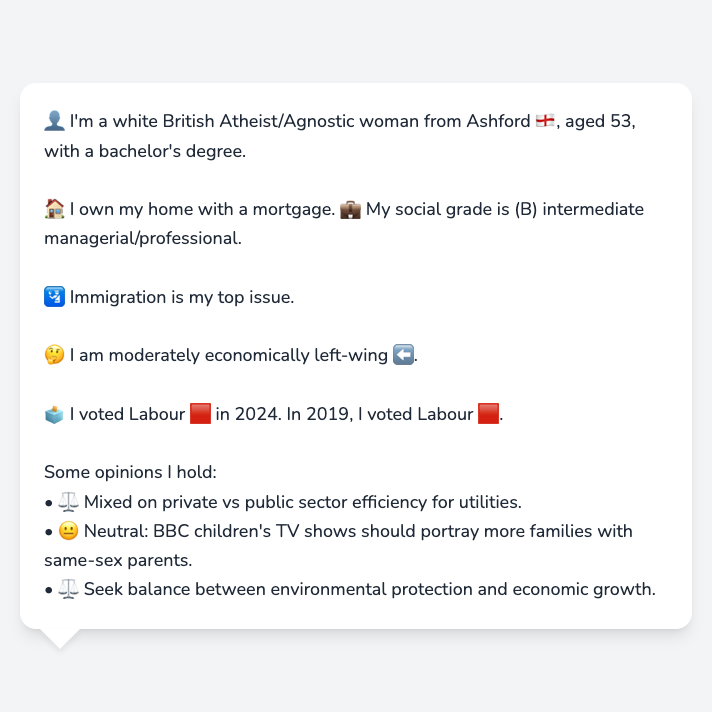 👤 I'm a white British Atheist/Agnostic woman from Ashford 🏴󠁧󠁢󠁥󠁮󠁧󠁿, aged 53,
with a bachelor's degree.
🏠 I own my home with a mortgage. 💼 My social grade is (B) intermediate
managerial/professional.
🛂 Immigration is my top issue.
🤔 I am moderately economically left-wing ⬅️.
🗳️ I voted Labour 🟥 in 2024. In 2019, I voted Labour 🟥.
Some opinions I hold:
• ⚖️ Mixed on private vs public sector efficiency for utilities.
• 😐 Neutral: BBC children's TV shows should portray more families with
same-sex parents.
• ⚖️ Seek balance between environmental protection and economic growth.